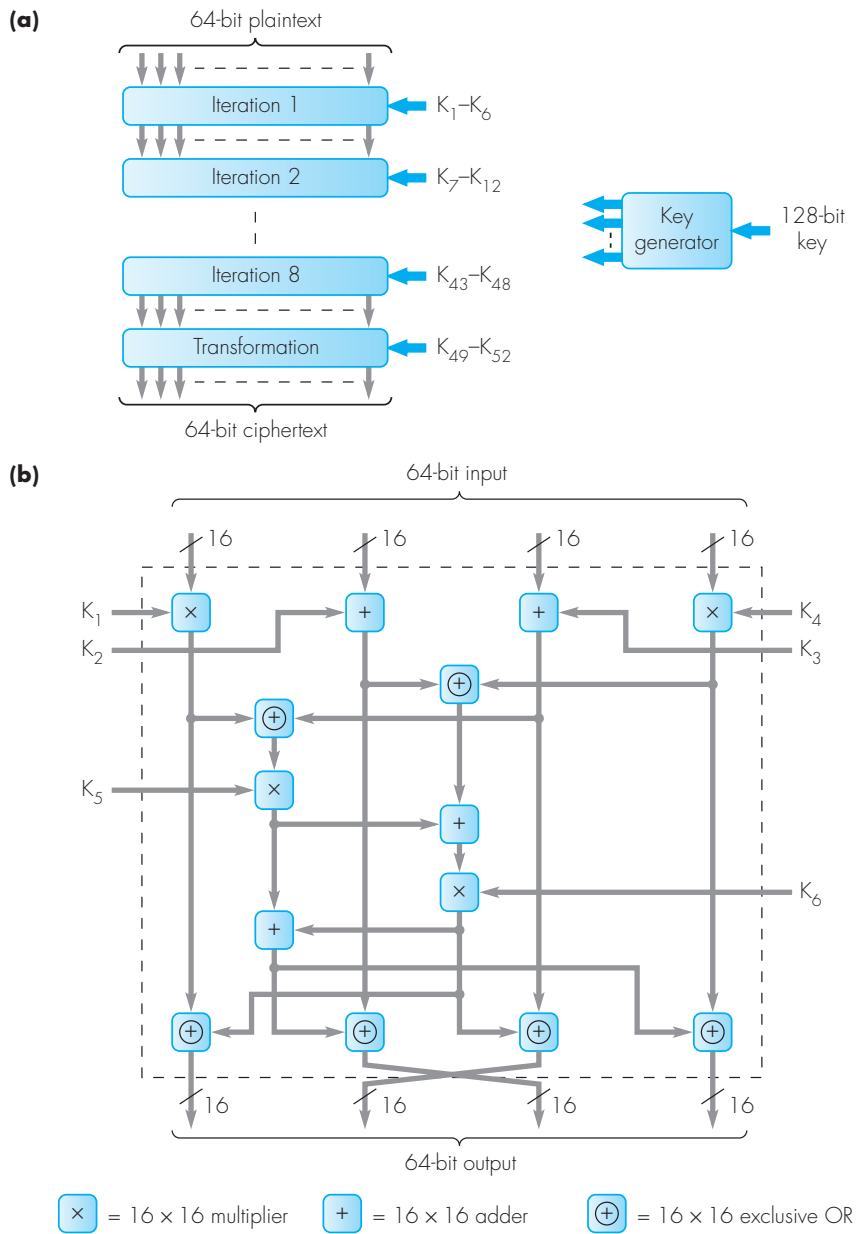 (a)
64-bit plaintext
Iteration 1
K₁–K₆
Iteration 2
K₇–K₁₂
Key generator
128-bit key
Iteration 8
K₄₃–K₄₈
Transformation
K₄₉–K₅₂
64-bit ciphertext
(b)
64-bit input
16 16 16 16
K₁ × + + × K₄
K₂ K₃
⊕
⊕
K₅ ×
+
× K₆
+
⊕ ⊕ ⊕ ⊕
16 16 16 16
64-bit output
× = 16 × 16 multiplier + = 16 × 16 adder ⊕ = 16 × 16 exclusive OR